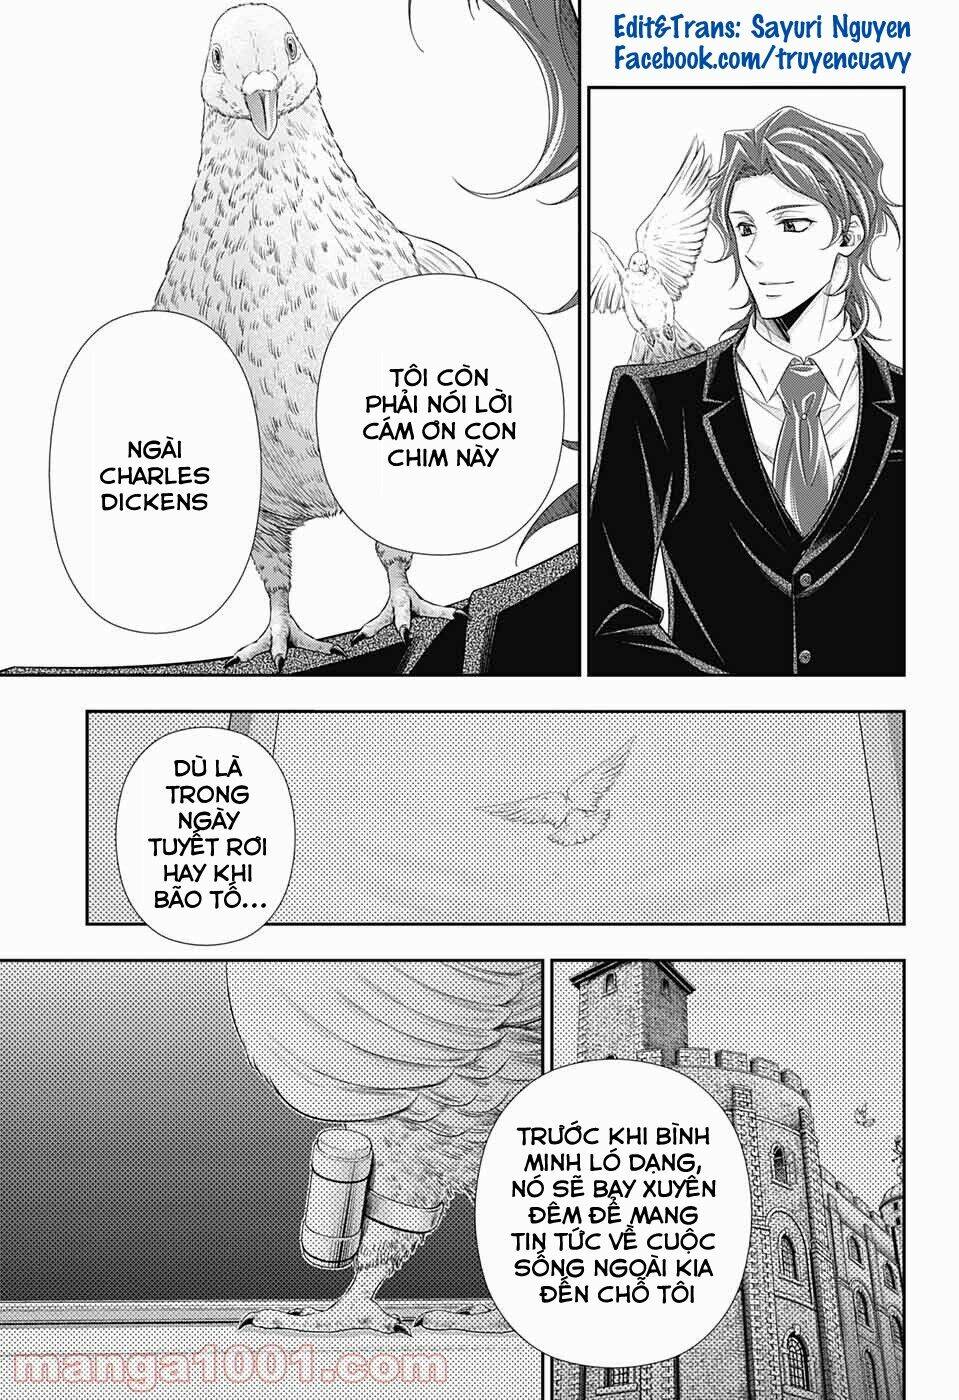 Edit&Trans: Sayuri Nguyen
Facebook.com/truyencuavy
TÔI CÒN
PHẢI NÓI LỜI
CÁM ƠN CON
CHIM NÀY
NGÀI
CHARLES
DICKENS
DÙ LÀ
TRONG
NGÀY
TUYẾT RƠI
HAY KHI
BÃO TỐ...
TRƯỚC KHI BÌNH
MINH LÓ DẠNG,
NÓ SẼ BAY XUYÊN
ĐÊM ĐỂ MANG
TIN TỨC VỀ CUỘC
SỐNG NGOÀI KIA
ĐẾN CHỖ TÔI
manga1001.com